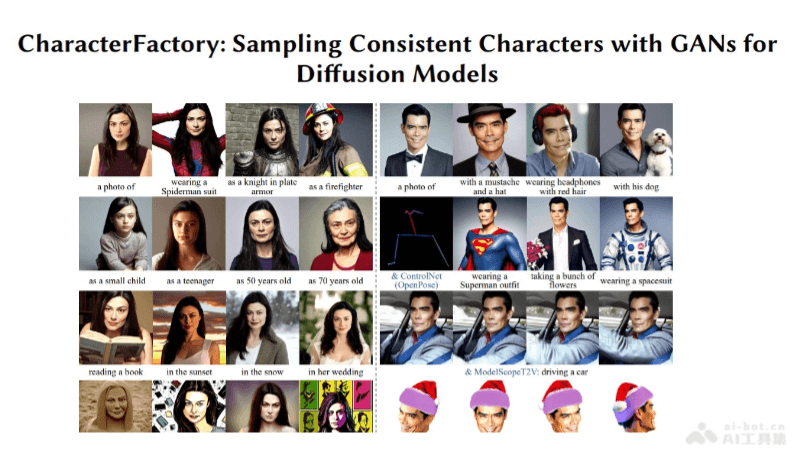 CharacterFactory: Sampling Consistent Characters with GANs for
Diffusion Models
a photo of
wearing a
Spiderman suit
as a knight in plate
armor
as a firefighter
a photo of
with a mustache
and a hat
wearing headphones
with red hair
with his dog
as a small child
as a teenager
as 50 years old
as 70 years old
& ControlNet
(OpenPose)
wearing a
Superman outfit
taking a bunch of
flowers
wearing a spacesuit
reading a book
in the sunset
in the snow
in her wedding
& ModelScopeT2V: driving a car
ai-bot.cn
AI工具集